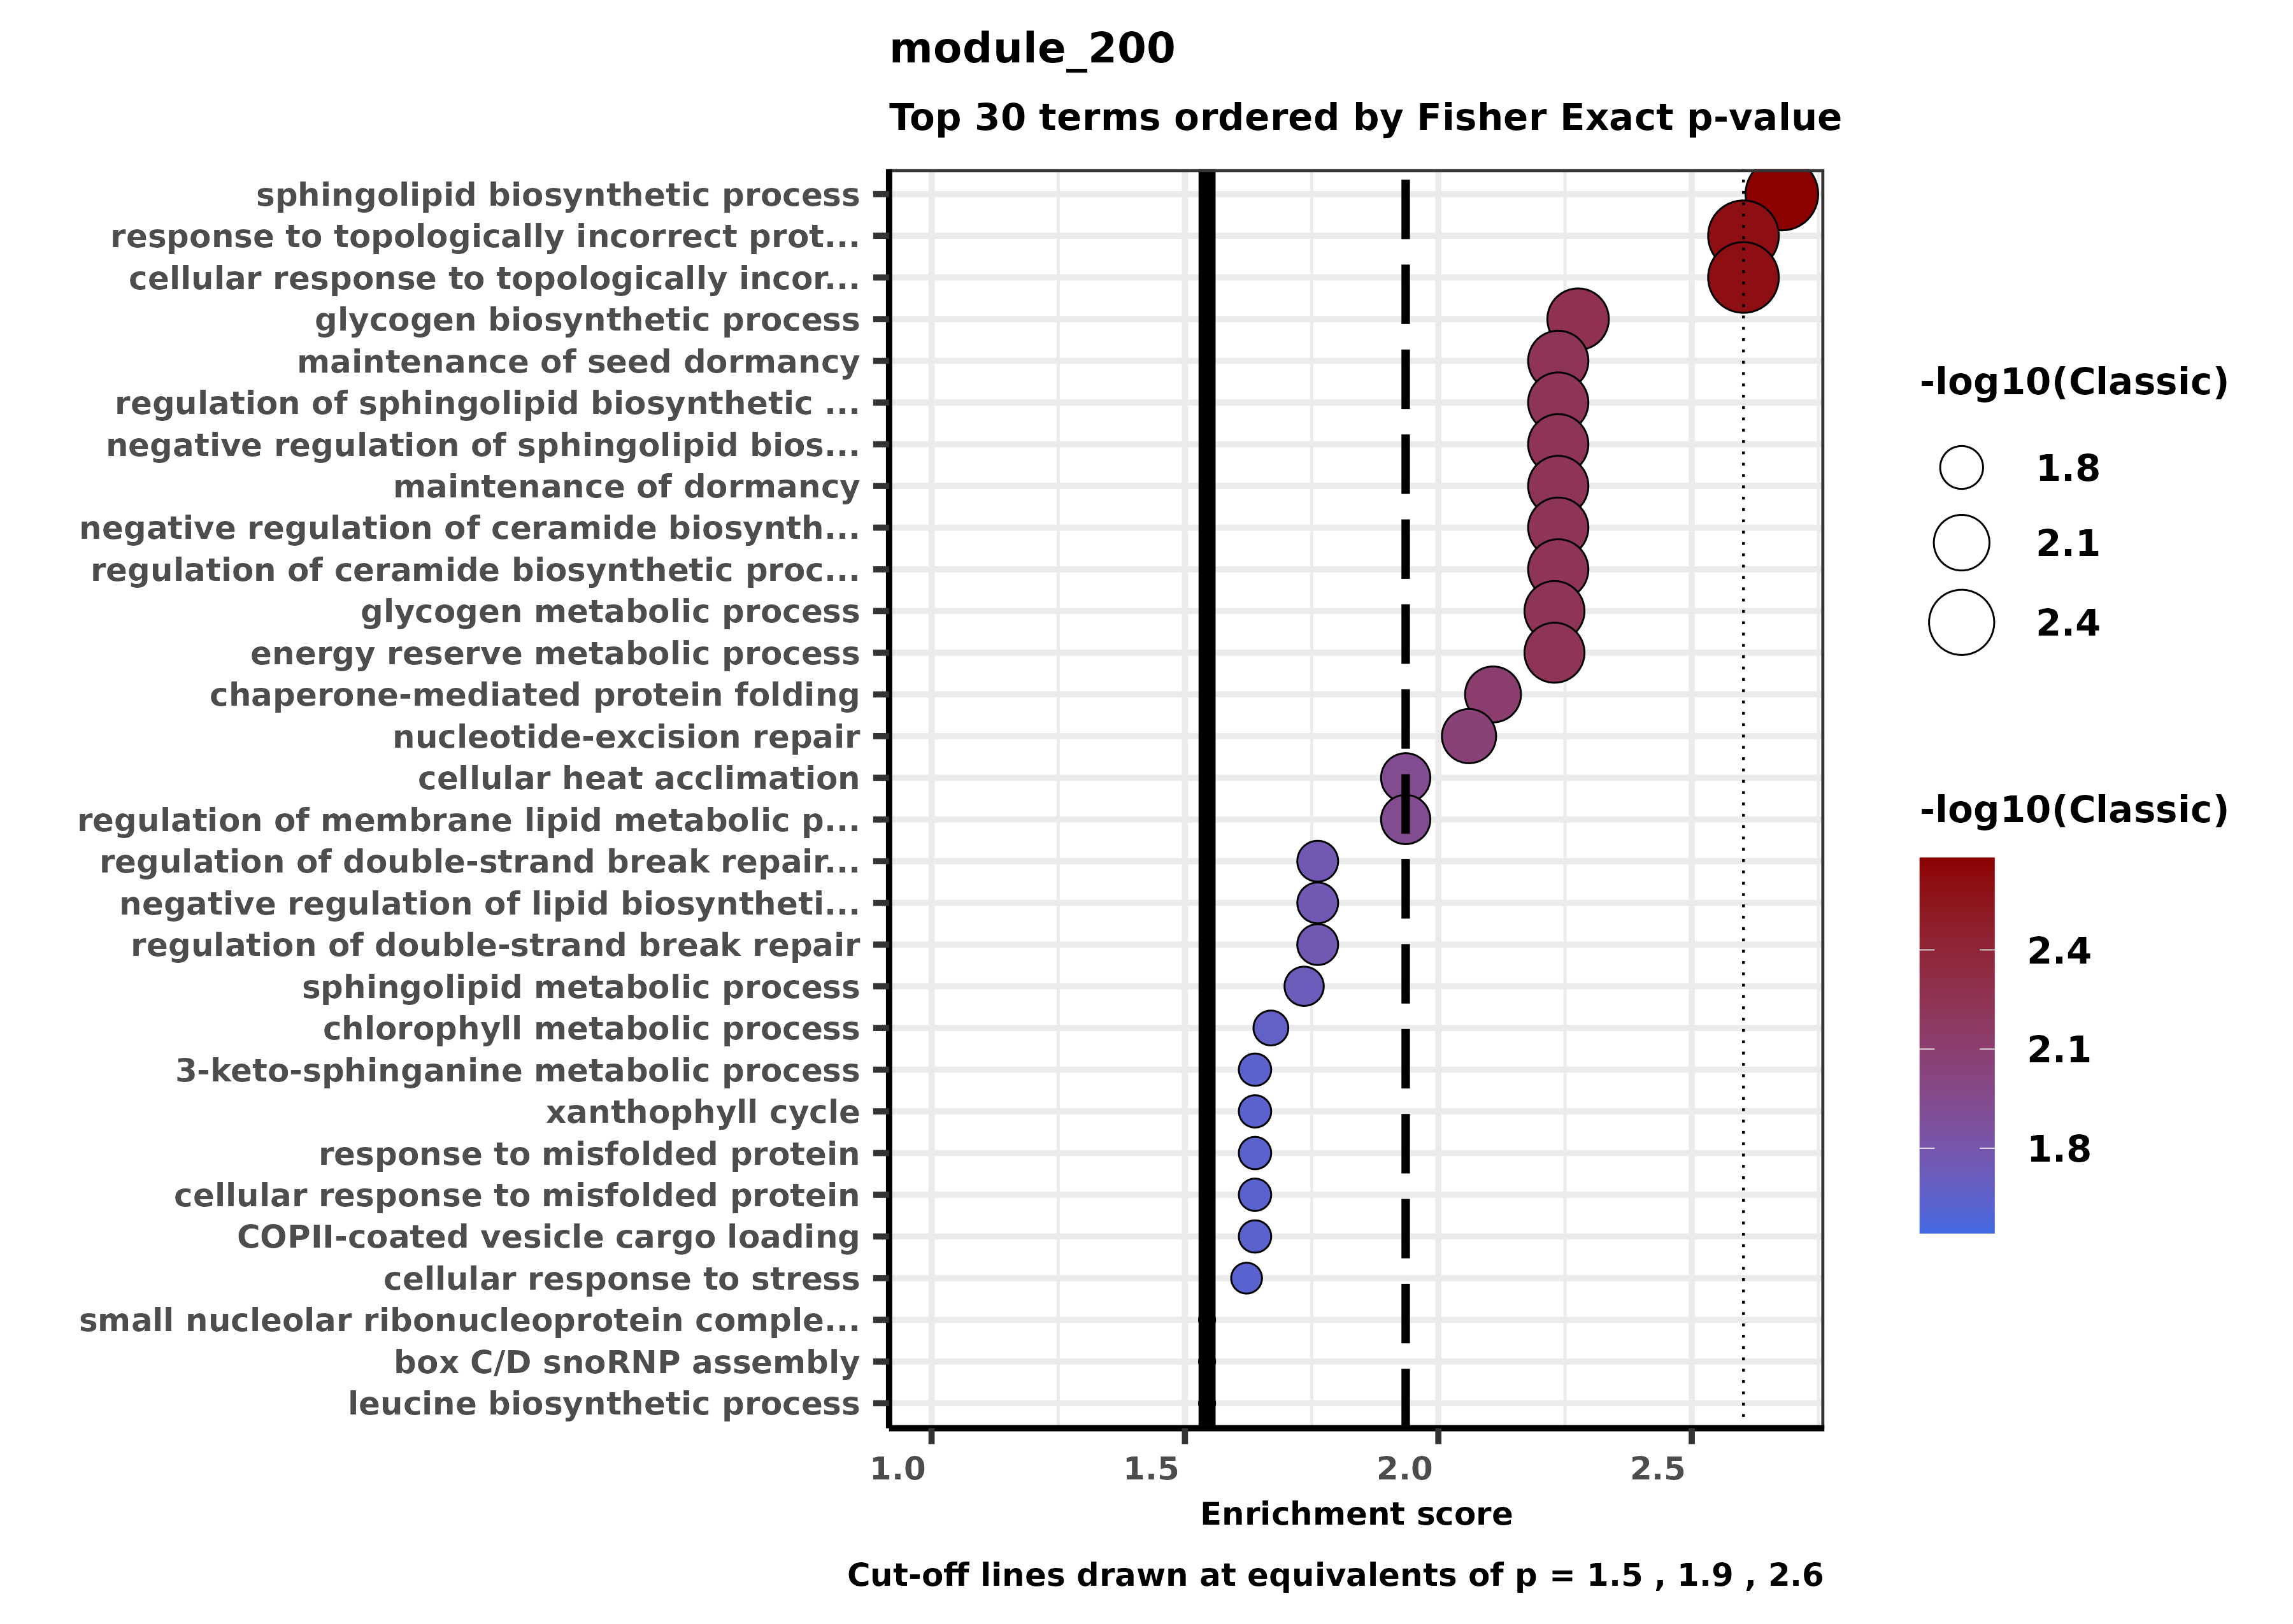 module_200
Top 30 terms ordered by Fisher Exact p-value
sphingolipid biosynthetic process
response to topologically incorrect prot...
cellular response to topologically incor...
glycogen biosynthetic process
maintenance of seed dormancy
regulation of sphingolipid biosynthetic ...
negative regulation of sphingolipid bios...
maintenance of dormancy
negative regulation of ceramide biosynth...
regulation of ceramide biosynthetic proc...
glycogen metabolic process
energy reserve metabolic process
chaperone-mediated protein folding
nucleotide-excision repair
cellular heat acclimation
regulation of membrane lipid metabolic p...
regulation of double-strand break repair...
negative regulation of lipid biosyntheti...
regulation of double-strand break repair
sphingolipid metabolic process
chlorophyll metabolic process
3-keto-sphinganine metabolic process
xanthophyll cycle
response to misfolded protein
cellular response to misfolded protein
COPII-coated vesicle cargo loading
cellular response to stress
small nucleolar ribonucleoprotein comple...
box C/D snoRNP assembly
leucine biosynthetic process
1.0 1.5 2.0 2.5
Enrichment score
Cut-off lines drawn at equivalents of p = 1.5 , 1.9 , 2.6
-log10(Classic)
1.8
2.1
2.4
-log10(Classic)
2.4
2.1
1.8